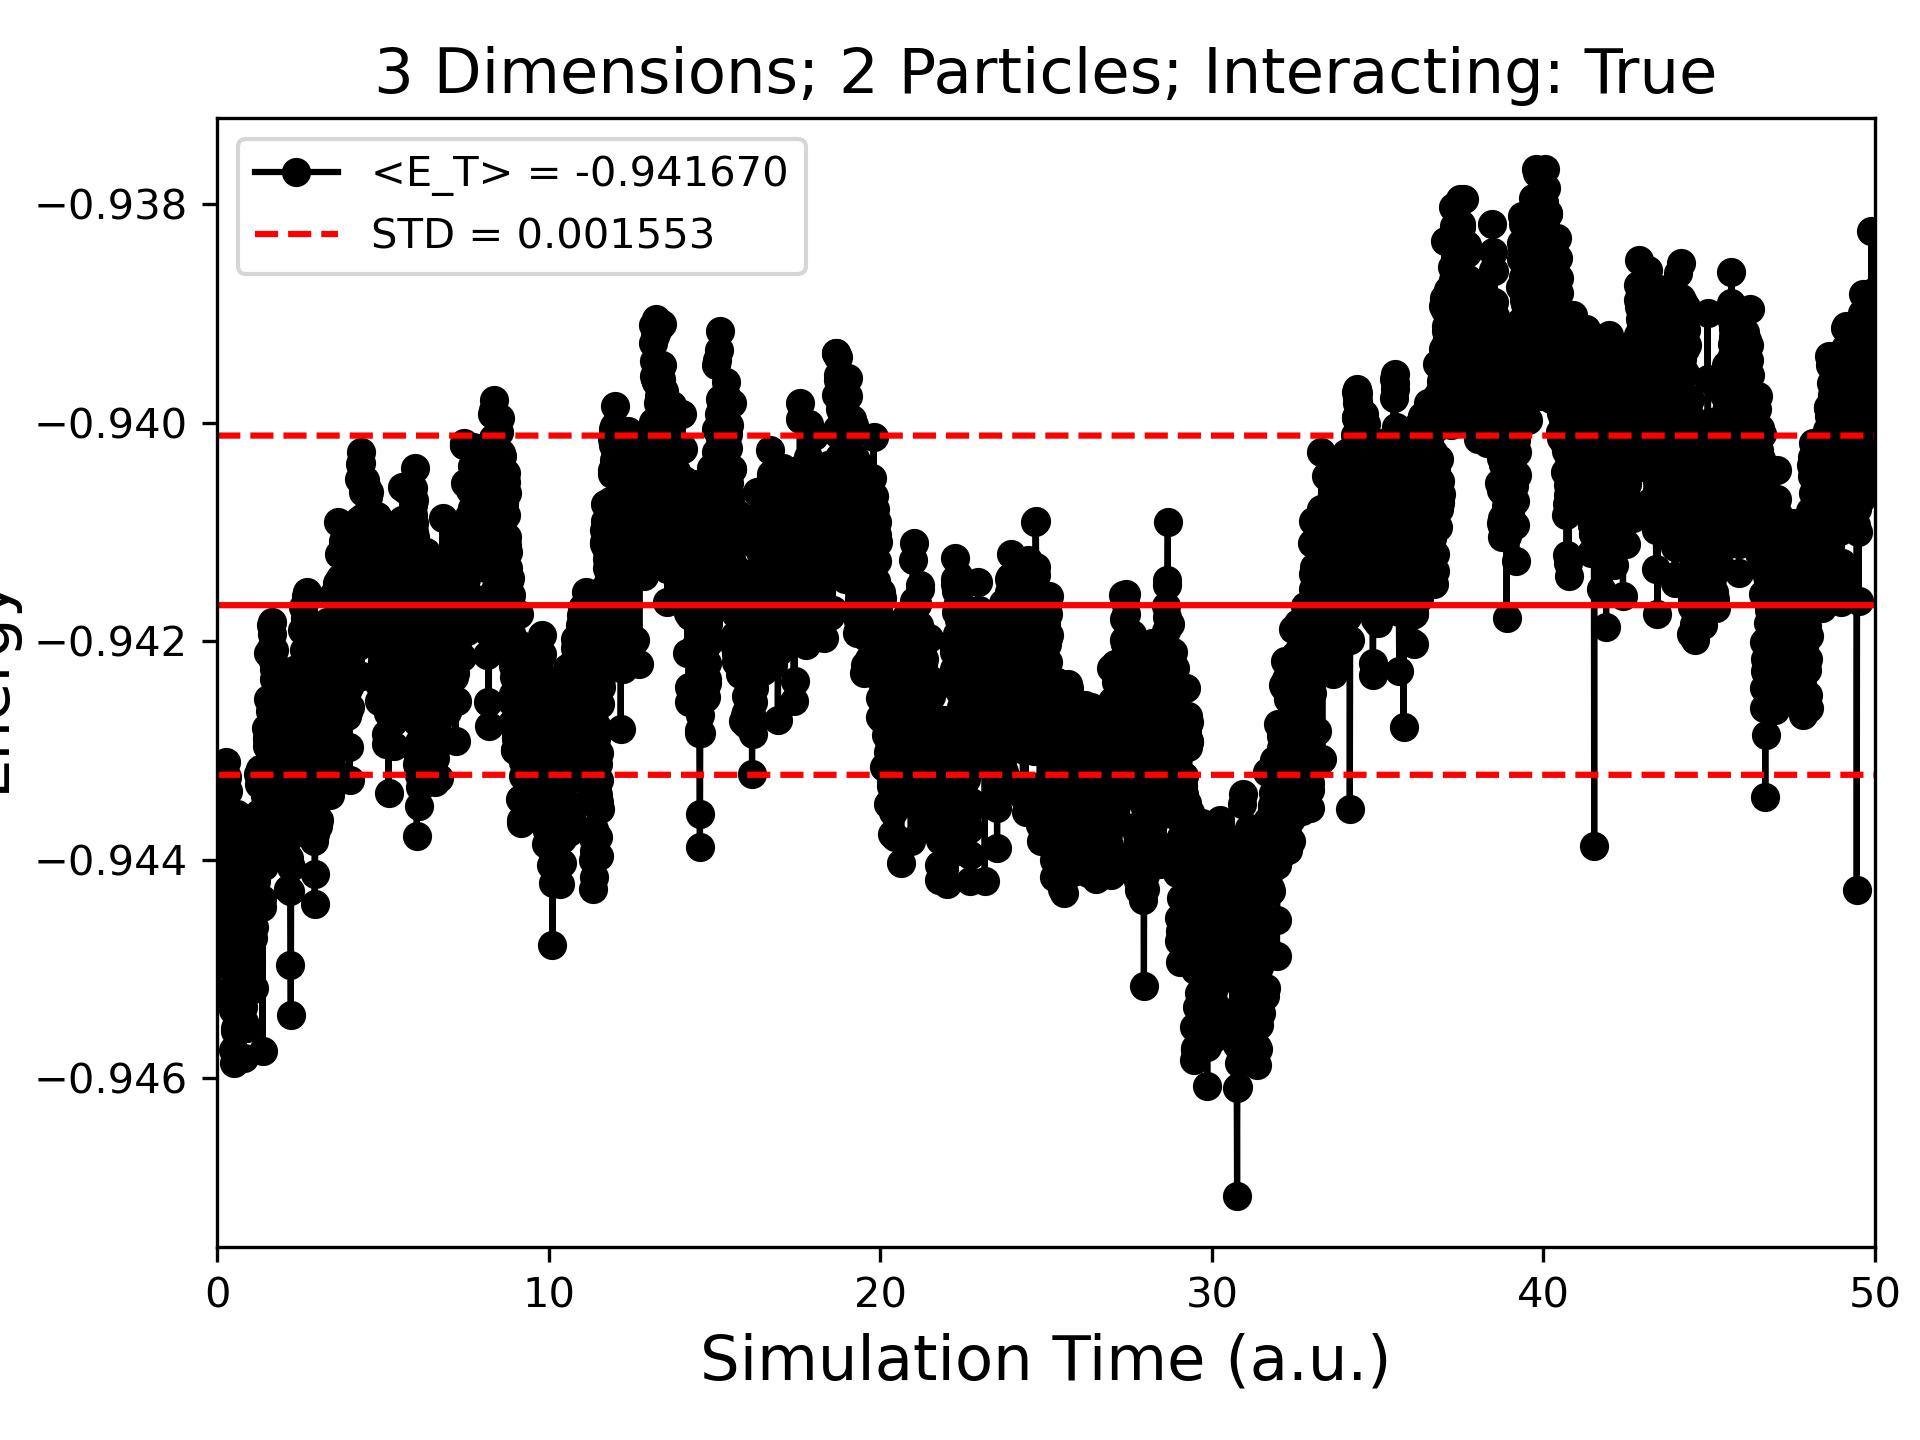 3 Dimensions; 2 Particles; Interacting: True
<E_T> = -0.941670
STD = 0.001553
−0.938
−0.940
−0.942
−0.944
−0.946
0 10 20 30 40 50
Simulation Time (a.u.)